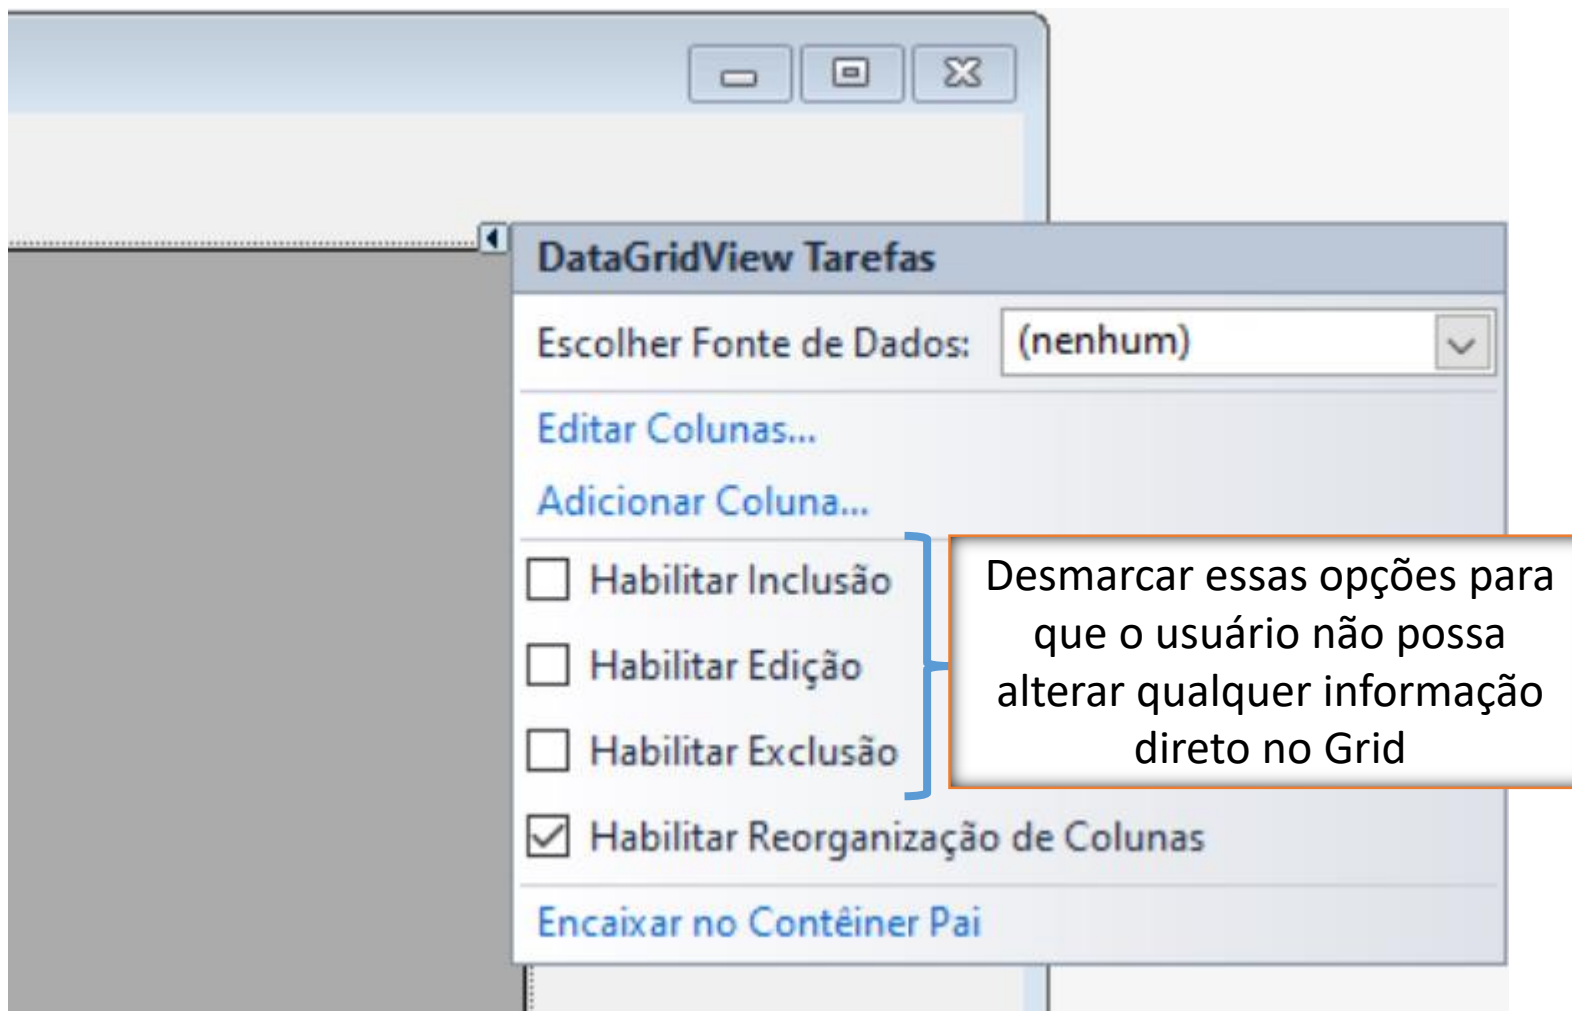 DataGridView Tarefas
Escolher Fonte de Dados: (nenhum)
Editar Colunas...
Adicionar Coluna...
Habilitar Inclusão
Habilitar Edição
Habilitar Exclusão
Desmarcar essas opções para
que o usuário não possa
alterar qualquer informação
direto no Grid
Habilitar Reorganização de Colunas
Encaixar no Contêiner Pai